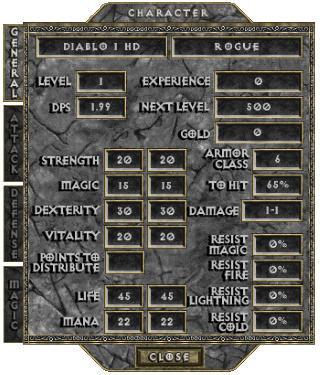 CHARACTER
GENERAL
ATTACK
DEFENSE
MAGIC
DIABLO 1 HD ROGUE
LEVEL 1 EXPERIENCE 0
DPS 1.99 NEXT LEVEL 500
GOLD 0
STRENGTH 20 20 ARMOR CLASS 6
MAGIC 15 15 TO HIT 65%
DEXTERITY 30 30 DAMAGE 1-1
VITALITY 20 20
POINTS TO DISTRIBUTE
RESIST MAGIC 0%
RESIST FIRE 0%
LIFE 45 45 RESIST LIGHTNING 0%
MANA 22 22 RESIST COLD 0%
CLOSE